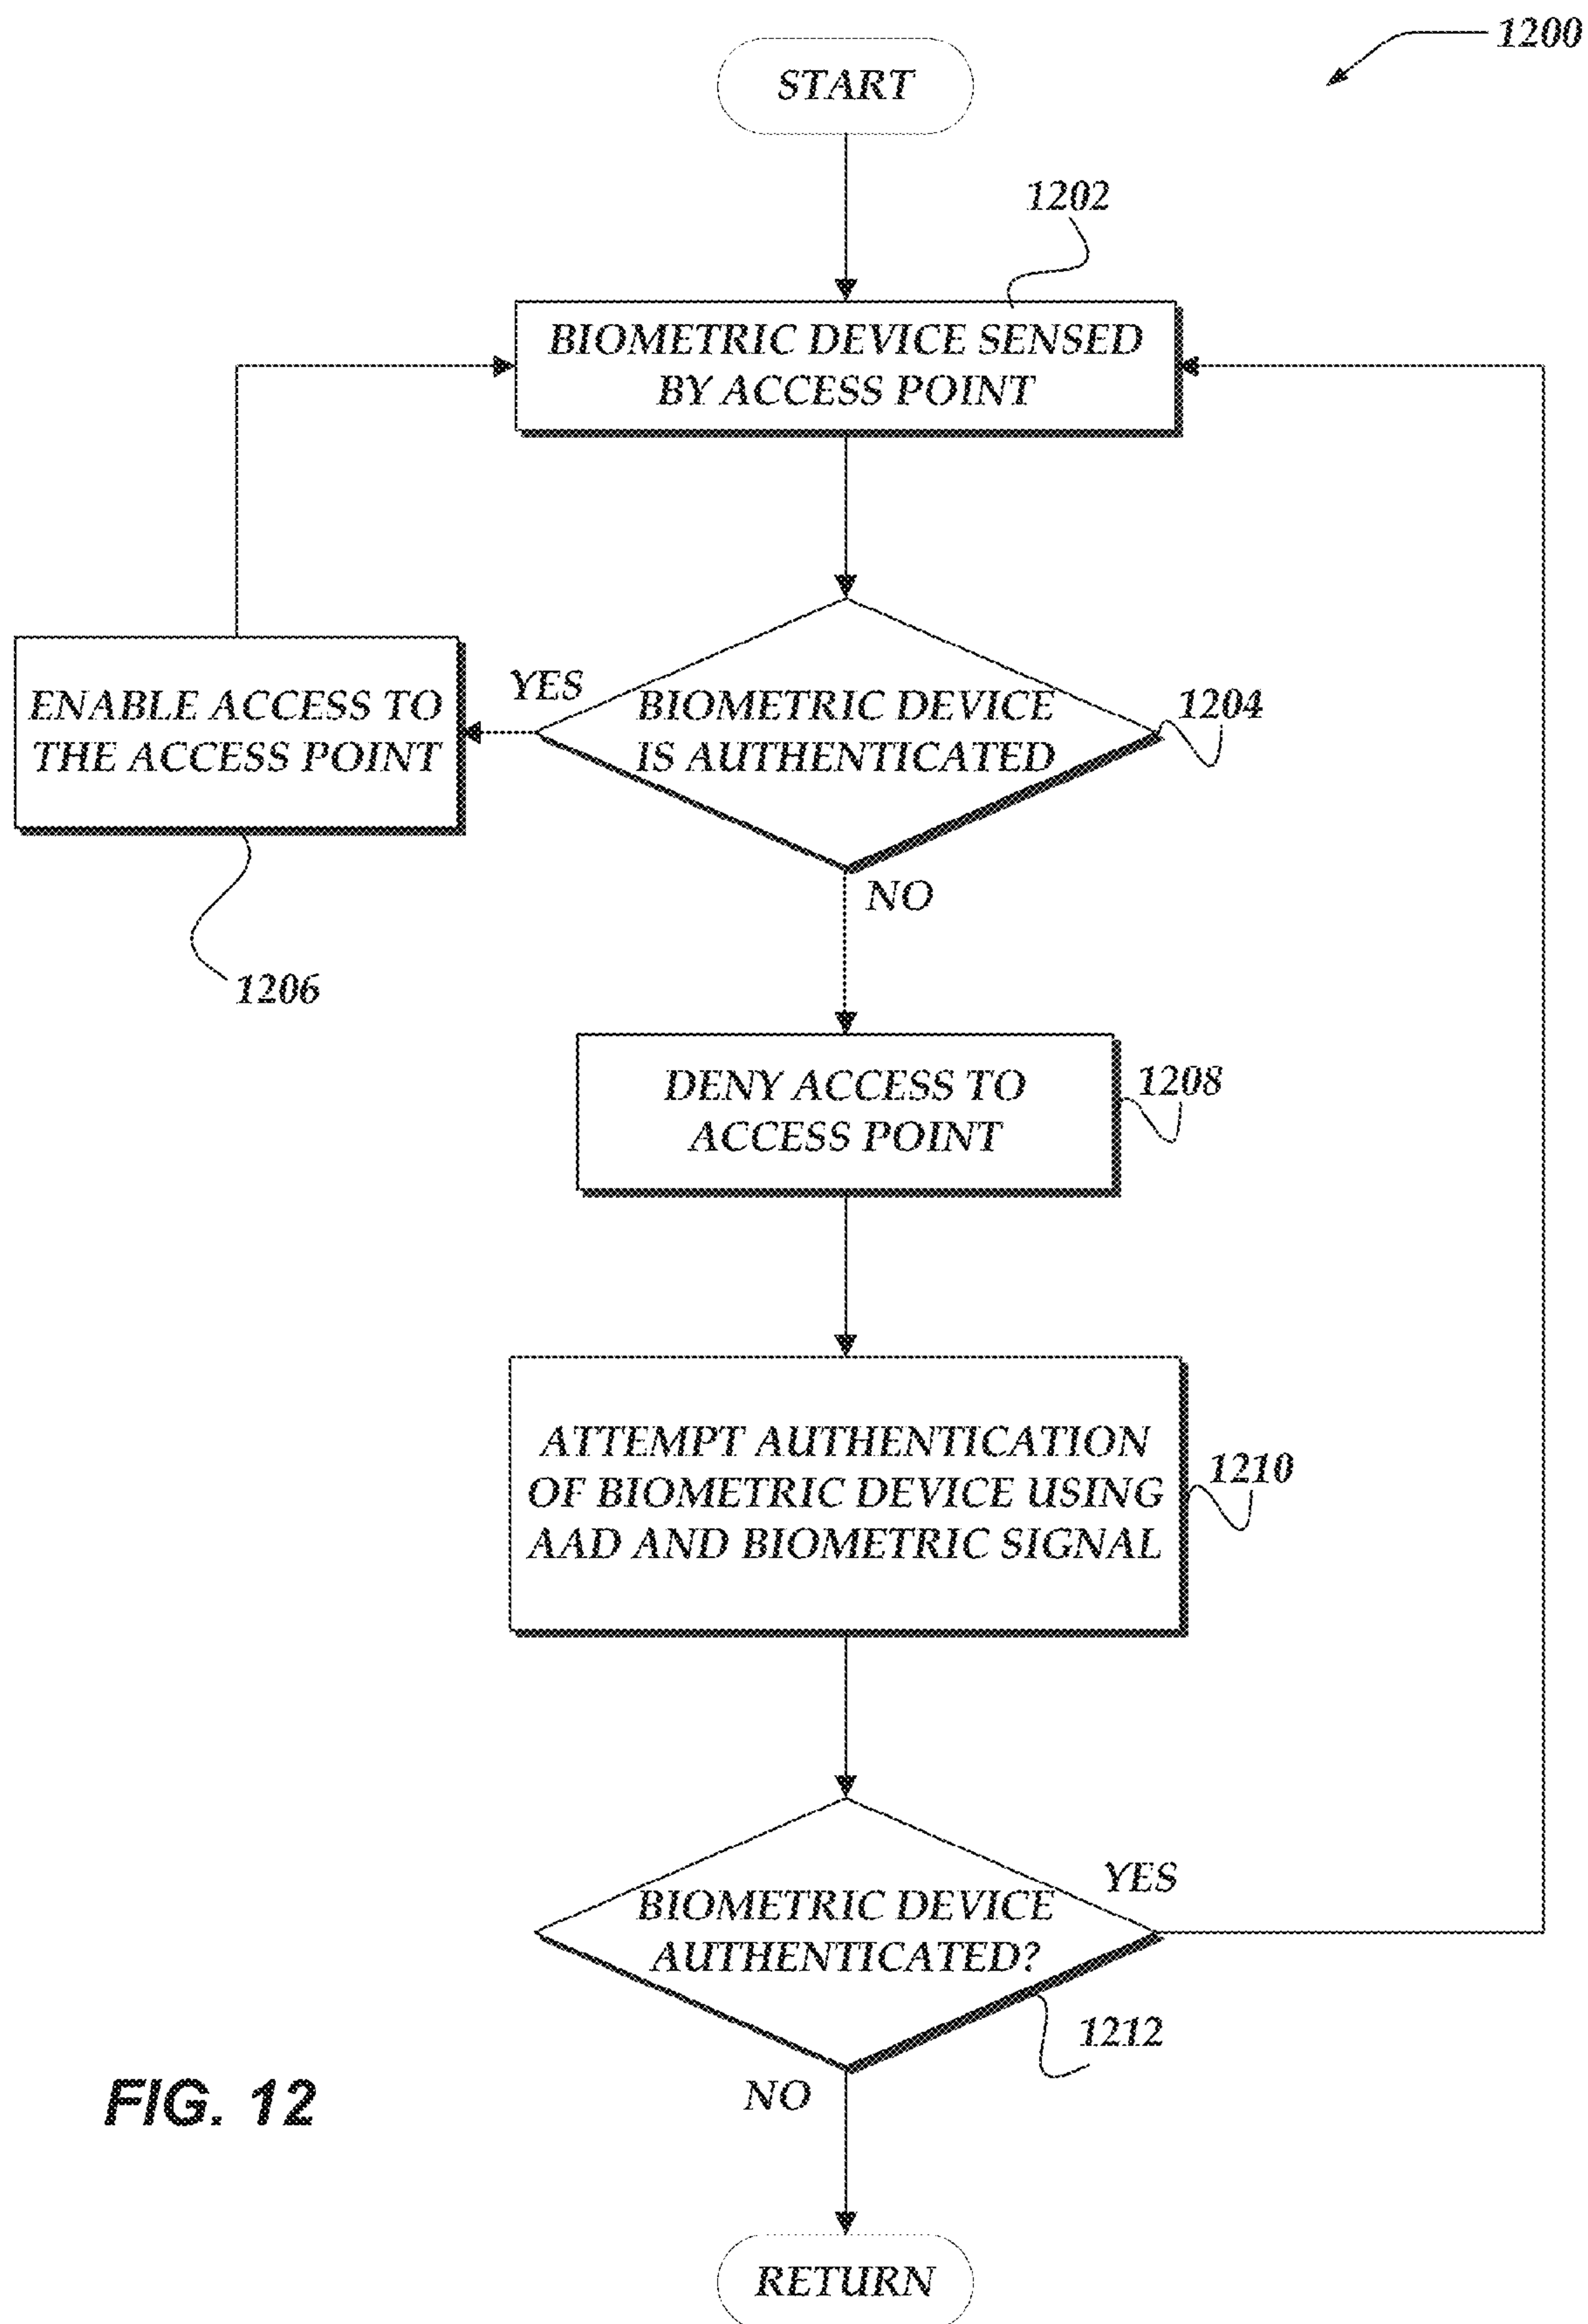 1200
START
1202
BIOMETRIC DEVICE SENSED
BY ACCESS POINT
YES
ENABLE ACCESS TO
THE ACCESS POINT
BIOMETRIC DEVICE
IS AUTHENTICATED
1204
NO
1206
DENY ACCESS TO
ACCESS POINT
1208
ATTEMPT AUTHENTICATION
OF BIOMETRIC DEVICE USING
AAD AND BIOMETRIC SIGNAL
1210
YES
BIOMETRIC DEVICE
AUTHENTICATED?
1212
NO
FIG. 12
RETURN